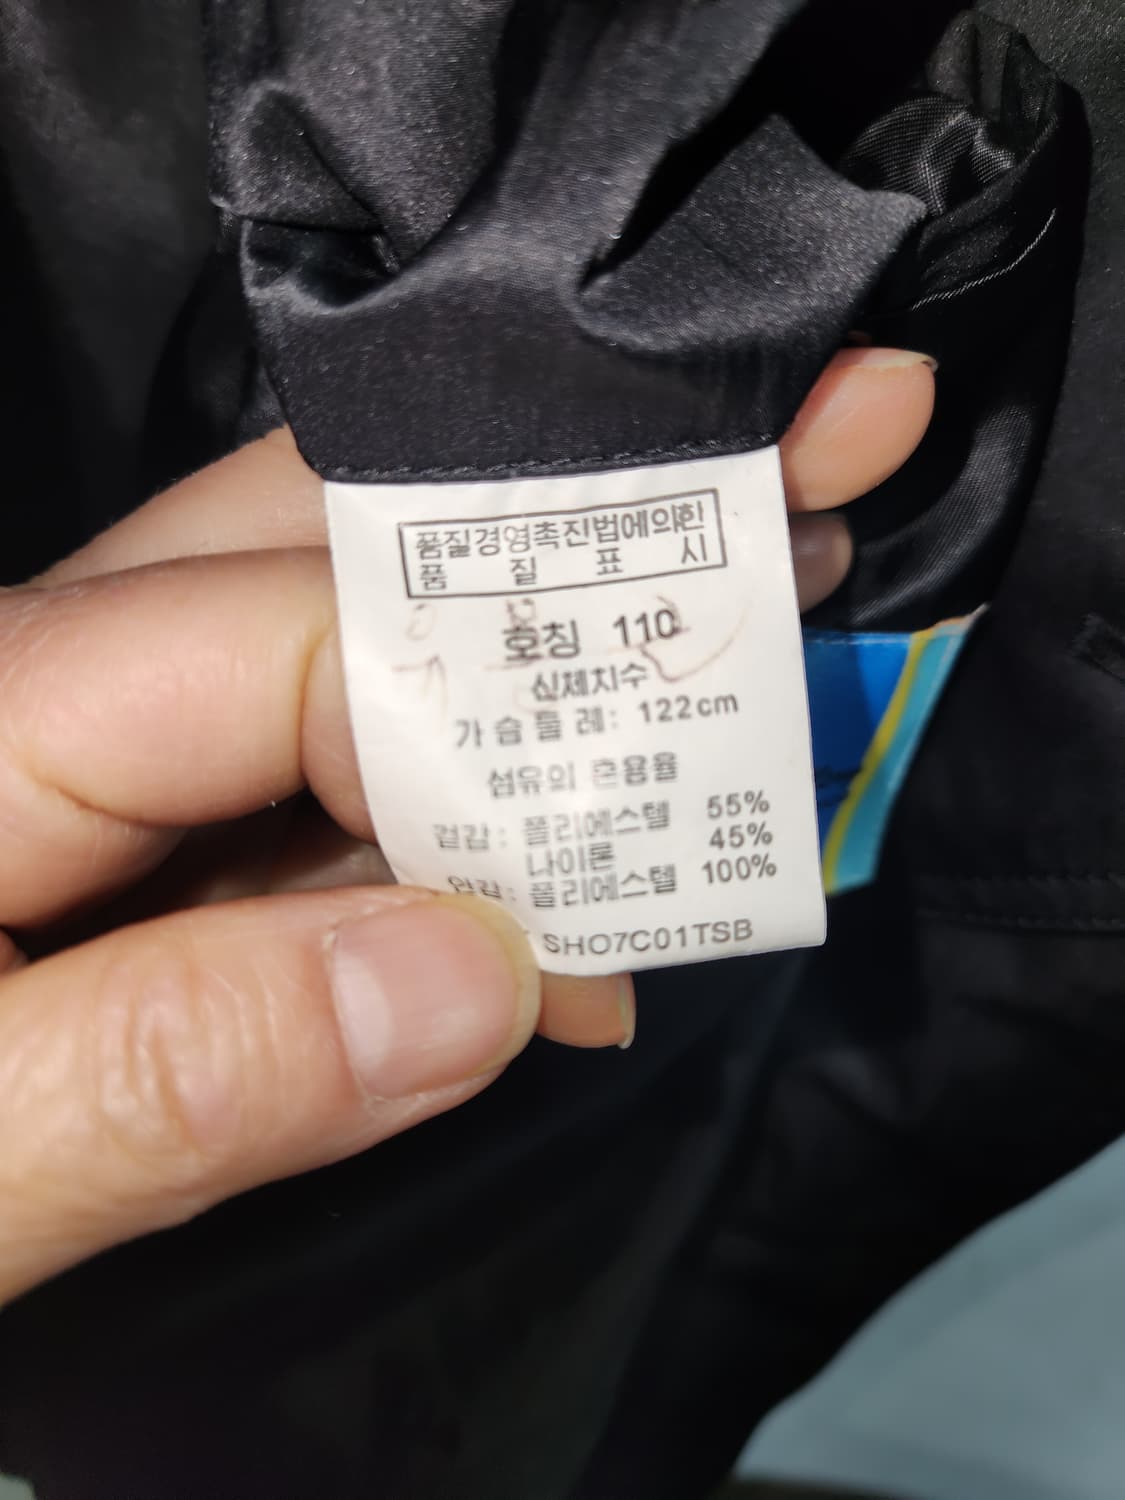 품질경영촉진법에의한
품 질 표 시
호칭 110
신체치수
가 슴 둘 레: 122cm
섬유의 혼용율
겉감: 폴리에스텔 55%
나이론 45%
안감: 폴리에스텔 100%
SHO7C01TSB